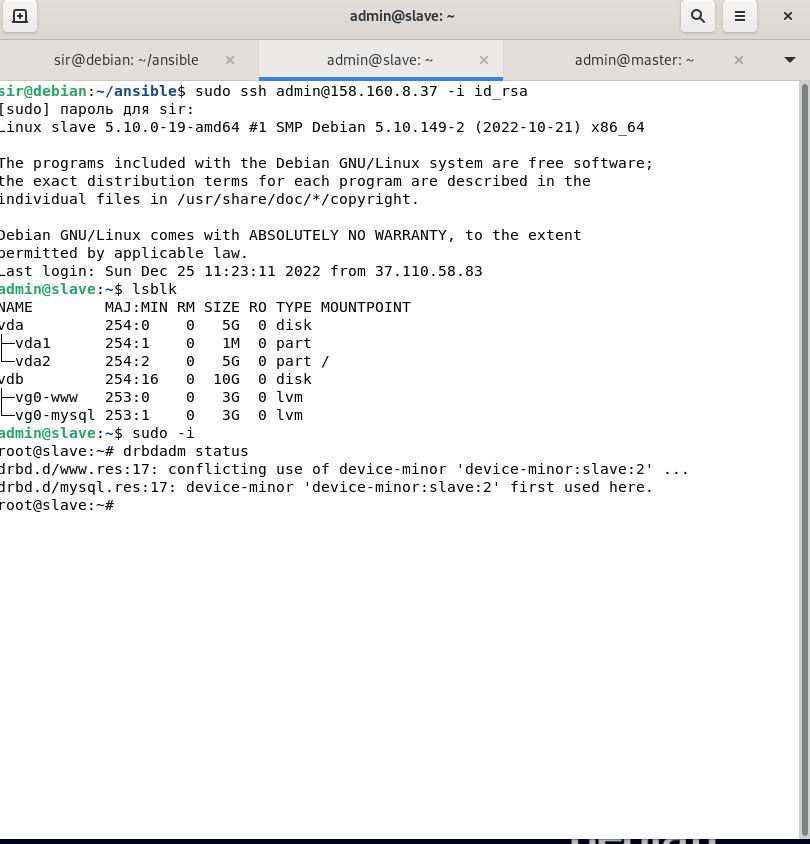 admin@slave: ~
sir@debian: ~/ansible
admin@slave: ~
admin@master: ~
sir@debian:~/ansible$ sudo ssh admin@158.160.8.37 -i id_rsa
[sudo] пароль для sir:
Linux slave 5.10.0-19-amd64 #1 SMP Debian 5.10.149-2 (2022-10-21) x86_64
The programs included with the Debian GNU/Linux system are free software;
the exact distribution terms for each program are described in the
individual files in /usr/share/doc/*/copyright.
Debian GNU/Linux comes with ABSOLUTELY NO WARRANTY, to the extent
permitted by applicable law.
Last login: Sun Dec 25 11:23:11 2022 from 37.110.58.83
admin@slave:~$ lsblk
NAME        MAJ:MIN RM SIZE RO TYPE MOUNTPOINT
vda         254:0    0   5G  0 disk
├─vda1      254:1    0   1M  0 part
└─vda2      254:2    0   5G  0 part /
vdb         254:16   0  10G  0 disk
├─vg0-www   253:0    0   3G  0 lvm
└─vg0-mysql 253:1    0   3G  0 lvm
admin@slave:~$ sudo -i
root@slave:~# drbdadm status
drbd.d/www.res:17: conflicting use of device-minor 'device-minor:slave:2' ...
drbd.d/mysql.res:17: device-minor 'device-minor:slave:2' first used here.
root@slave:~#